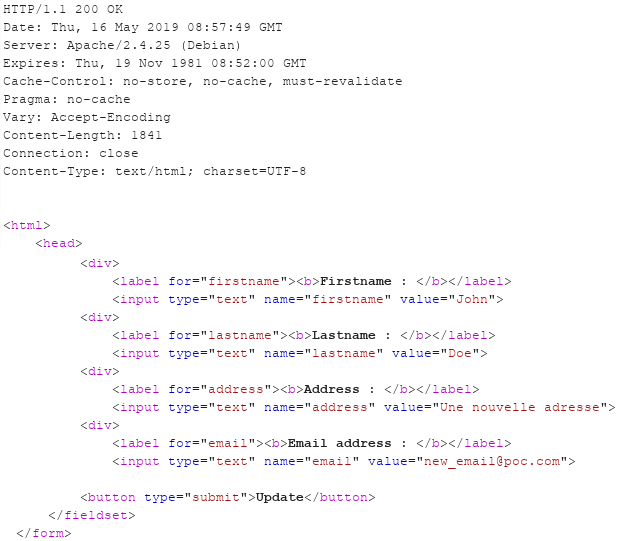 HTTP/1.1 200 OK
Date: Thu, 16 May 2019 08:57:49 GMT
Server: Apache/2.4.25 (Debian)
Expires: Thu, 19 Nov 1981 08:52:00 GMT
Cache-Control: no-store, no-cache, must-revalidate
Pragma: no-cache
Vary: Accept-Encoding
Content-Length: 1841
Connection: close
Content-Type: text/html; charset=UTF-8
<html>
<head>
<div>
<label for="firstname"><b>Firstname : </b></label>
<input type="text" name="firstname" value="John">
<div>
<label for="lastname"><b>Lastname : </b></label>
<input type="text" name="lastname" value="Doe">
<div>
<label for="address"><b>Address : </b></label>
<input type="text" name="address" value="Une nouvelle adresse">
<div>
<label for="email"><b>Email address : </b></label>
<input type="text" name="email" value="new_email@poc.com">
<button type="submit">Update</button>
</fieldset>
</form>